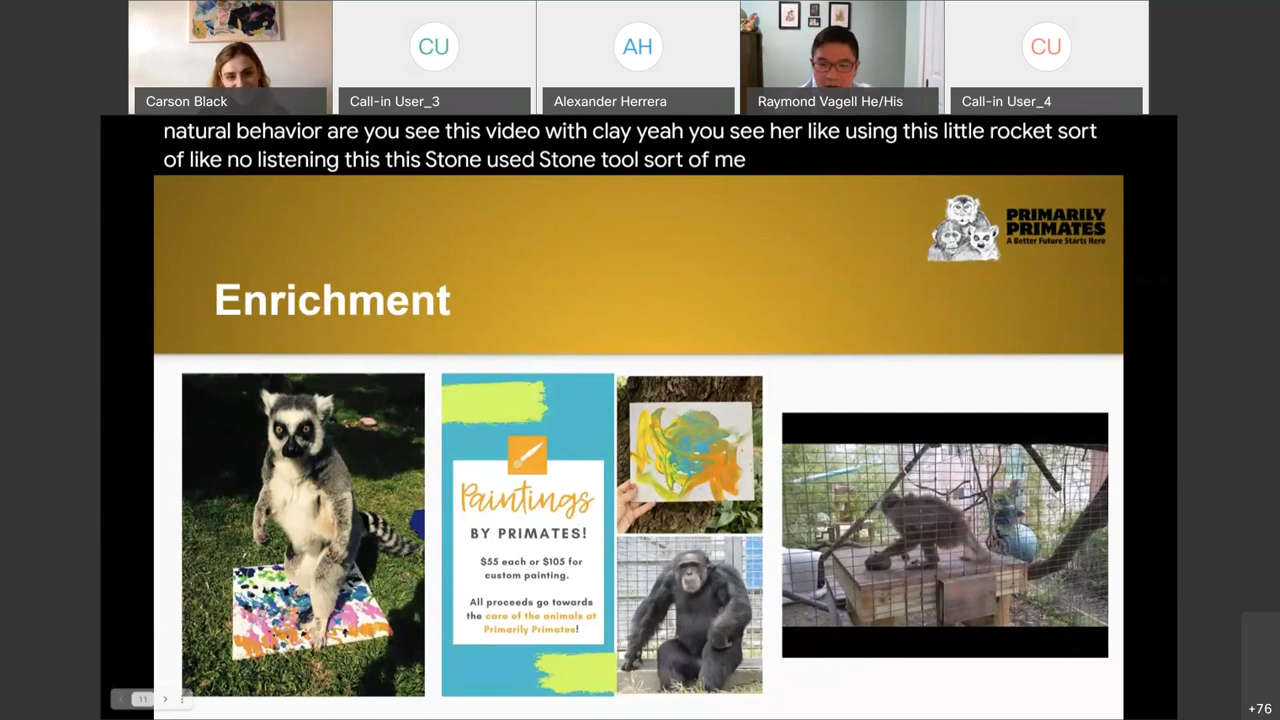 CU
AH
CU
Carson Black
Call-in User_3
Alexander Herrera
Raymond Vagell He/His
Call-in User_4
natural behavior are you see this video with clay yeah you see her like using this little rocket sort
of like no listening this this Stone used Stone tool sort of me
PRIMARILY
PRIMATES
A Better Future Starts Here
Enrichment
Paintings
BY PRIMATES!
$55 each or $105 for
custom painting.
All proceeds go towards
the care of the animals at
Primarily Primates!
11
+76